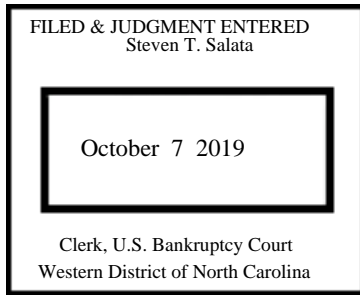 FILED & JUDGMENT ENTERED
Steven T. Salata
October 7 2019
Clerk, U.S. Bankruptcy Court
Western District of North Carolina